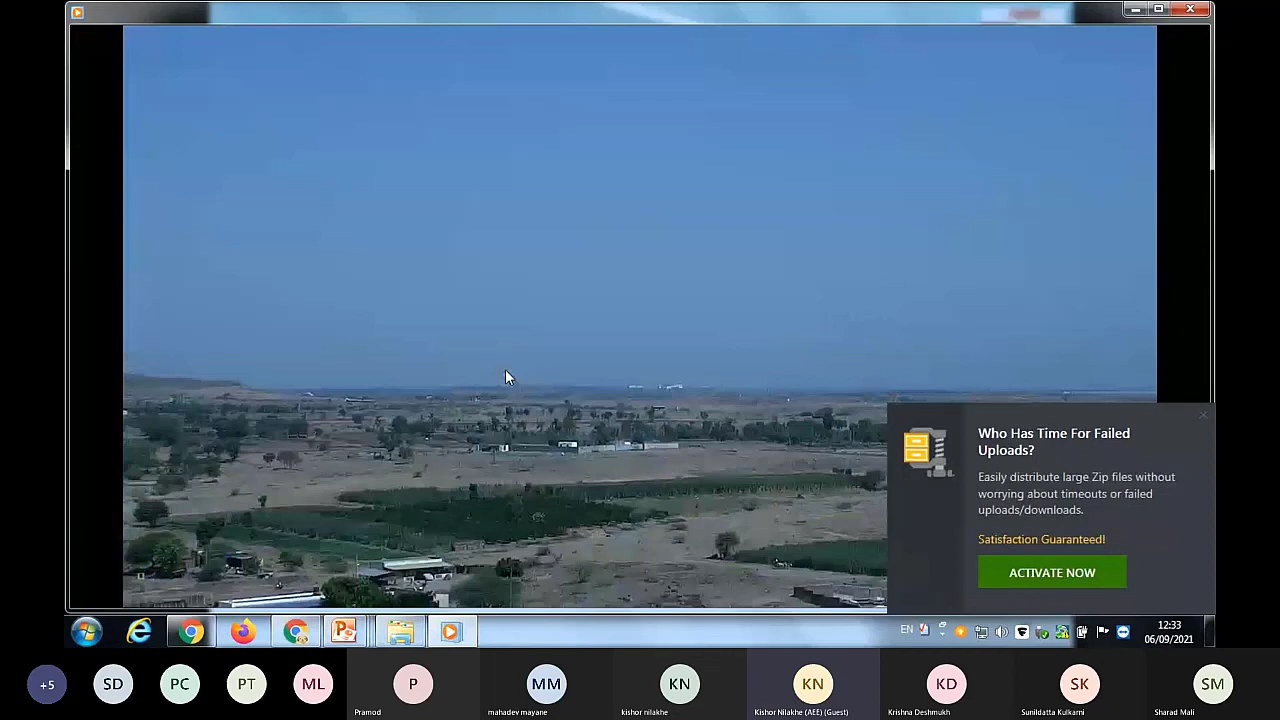 Who Has Time For Failed
Uploads?
Easily distribute large Zip files without
worrying about timeouts or failed
uploads/downloads.
Satisfaction Guaranteed!
ACTIVATE NOW
EN
12:33
06/09/2021
+5
SD
PC
PT
ML
P
MM
KN
KN
KD
SK
SM
Pramod
mahadev mayane
kishor nilakhe
Kishor Nilakhe (AEE) (Guest)
Krishna Deshmukh
Sunildatta Kulkarni
Sharad Mali